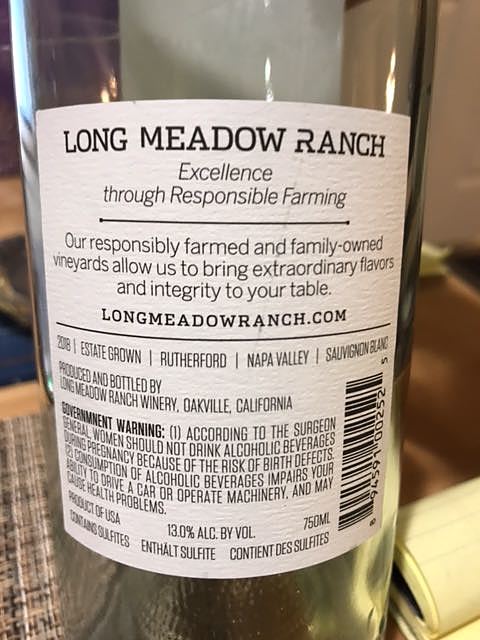 LONG MEADOW RANCH
Excellence
through Responsible Farming
Our responsibly farmed and family-owned
vineyards allow us to bring extraordinary flavors
and integrity to your table.
LONGMEADOWRANCH.COM
2018 | ESTATE GROWN | RUTHERFORD | NAPA VALLEY | SAUVIGNON BLANC
PRODUCED AND BOTTLED BY
LONG MEADOW RANCH WINERY, OAKVILLE, CALIFORNIA
GOVERNMENT WARNING: (1) ACCORDING TO THE SURGEON
GENERAL, WOMEN SHOULD NOT DRINK ALCOHOLIC BEVERAGES
DURING PREGNANCY BECAUSE OF THE RISK OF BIRTH DEFECTS.
(2) CONSUMPTION OF ALCOHOLIC BEVERAGES IMPAIRS YOUR
ABILITY TO DRIVE A CAR OR OPERATE MACHINERY, AND MAY
CAUSE HEALTH PROBLEMS.
PRODUCT OF USA
13.0% ALC. BY VOL. 750ML
CONTAINS SULFITES ENTHÄLT SULFITE CONTIENT DES SULFITES
8 94591 00252 5